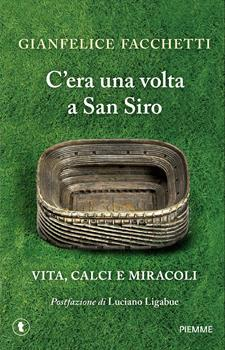 GIANFELICE FACCHETTI
C'era una volta
a San Siro
VITA, CALCI E MIRACOLI
Postfazione di Luciano Ligabue
PIEMME